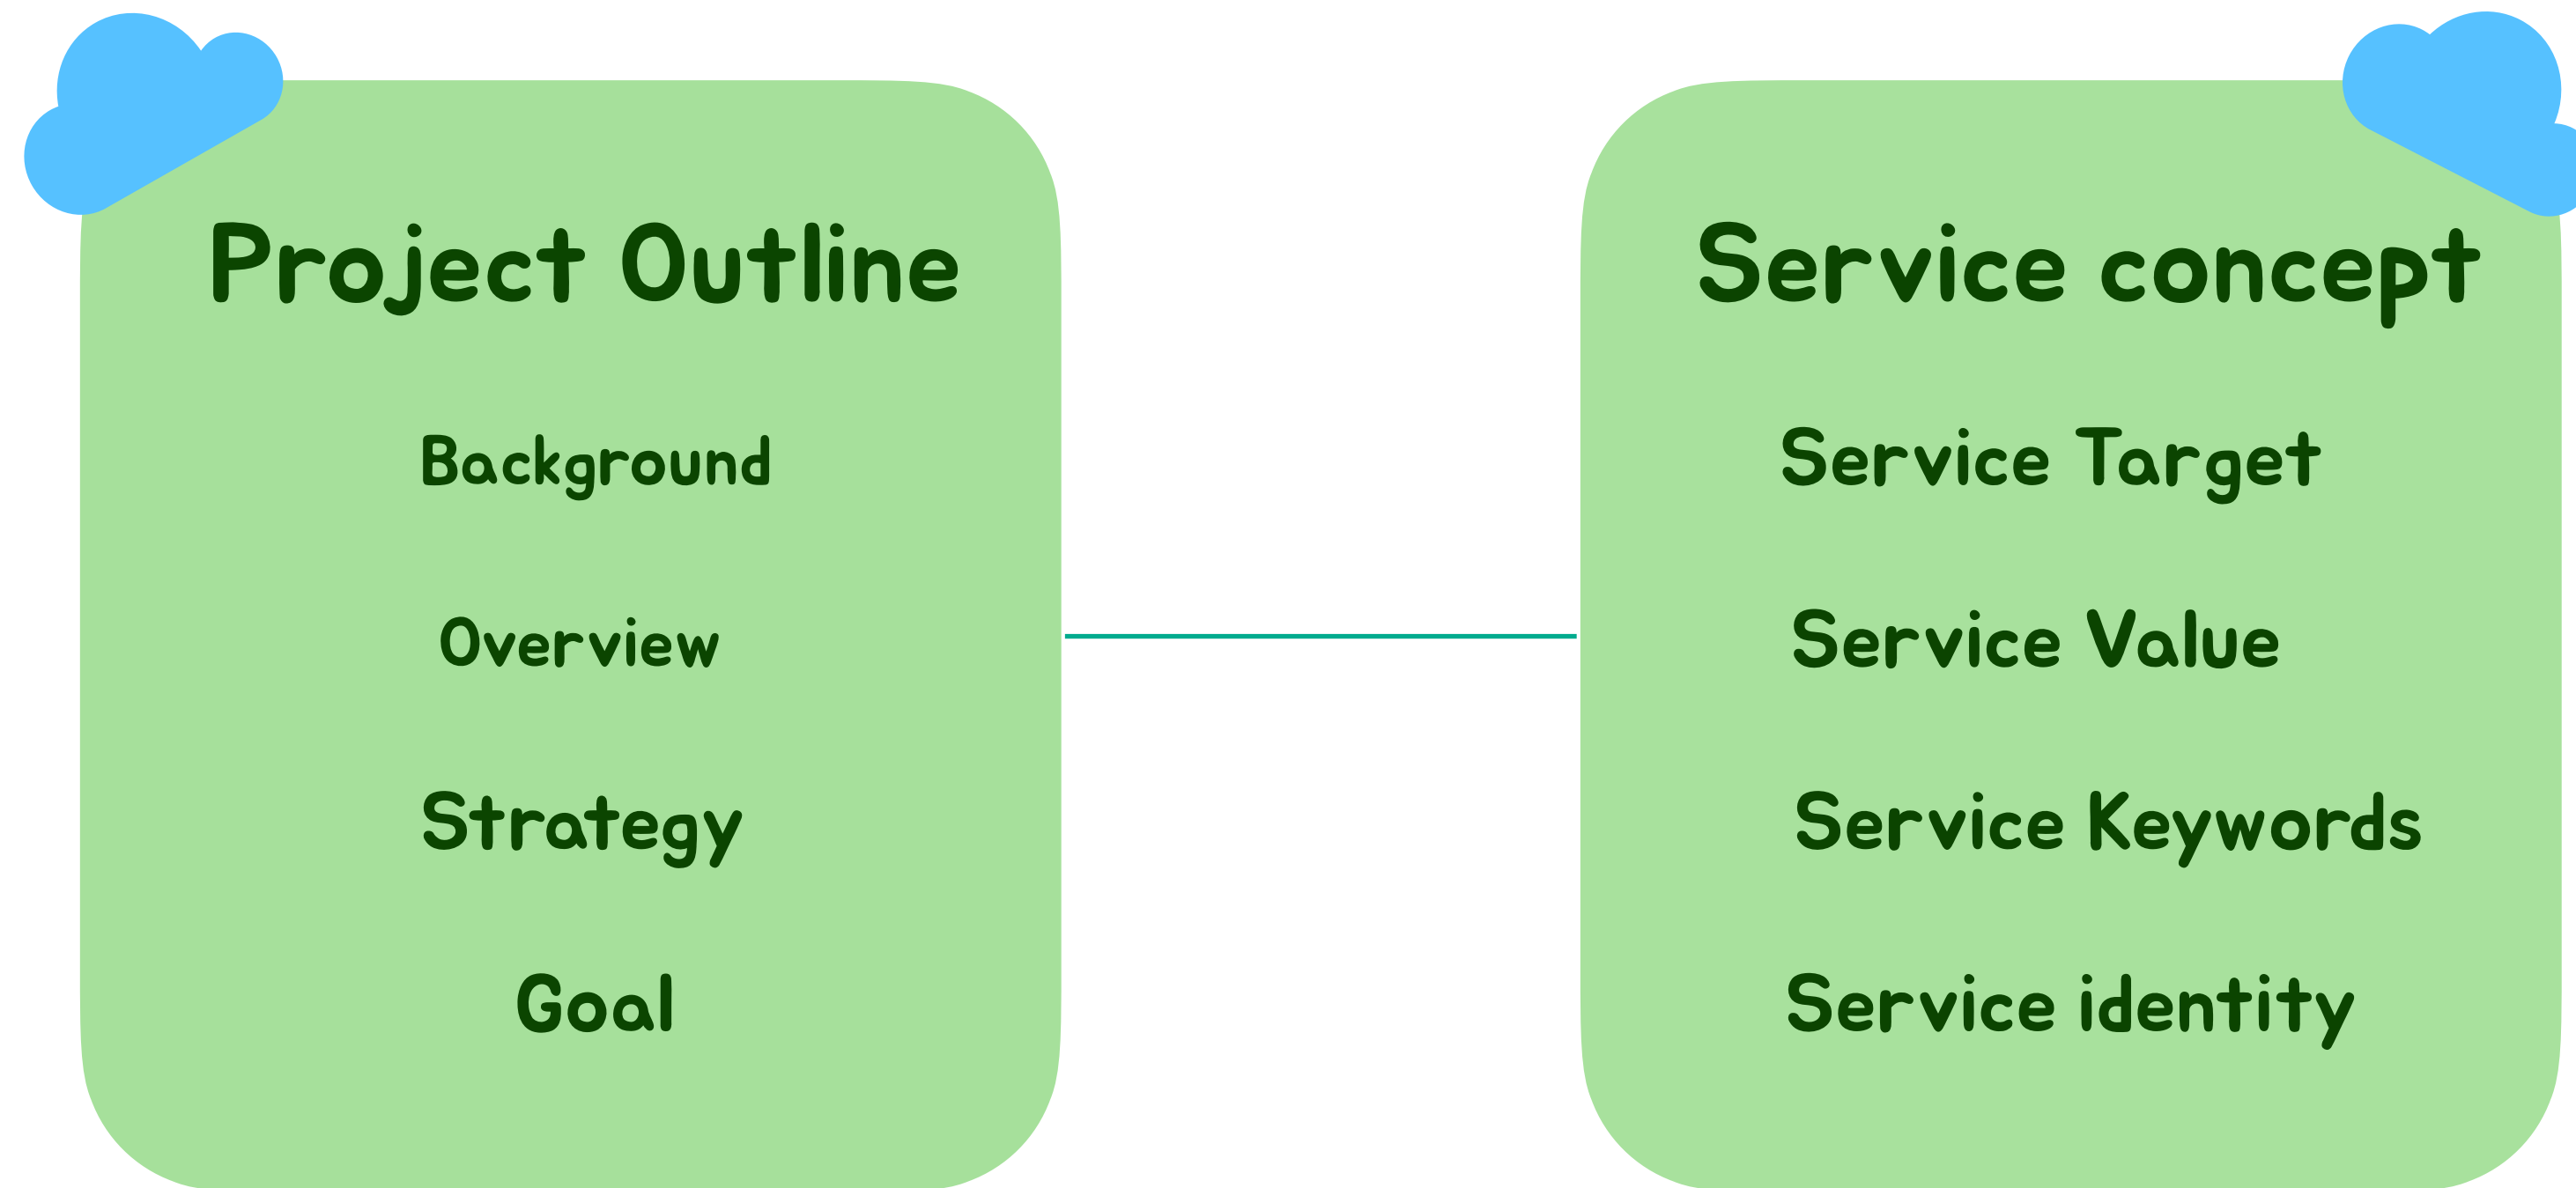 Project Outline
Background
Overview
Strategy
Goal
Service concept
Service Target
Service Value
Service Keywords
Service identity